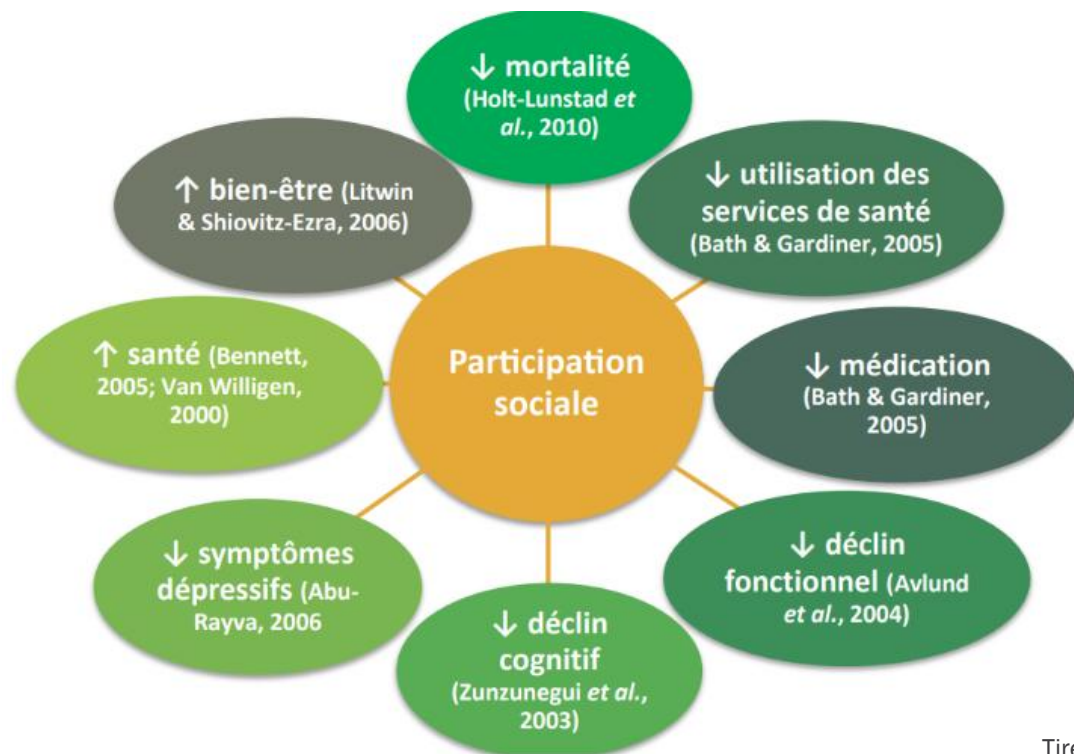 ↓ mortalité
(Holt-Lunstad et
al., 2010)
↓ utilisation des
services de santé
(Bath & Gardiner, 2005)
↓ médication
(Bath & Gardiner,
2005)
↓ déclin
fonctionnel (Avlund
et al., 2004)
↓ déclin
cognitif
(Zunzunegui et al.,
2003)
↓ symptômes
dépressifs (Abu-
Rayva, 2006
↑ santé (Bennett,
2005; Van Willigen,
2000)
↑ bien-être (Litwin
& Shiovitz-Ezra, 2006)
Participation
sociale